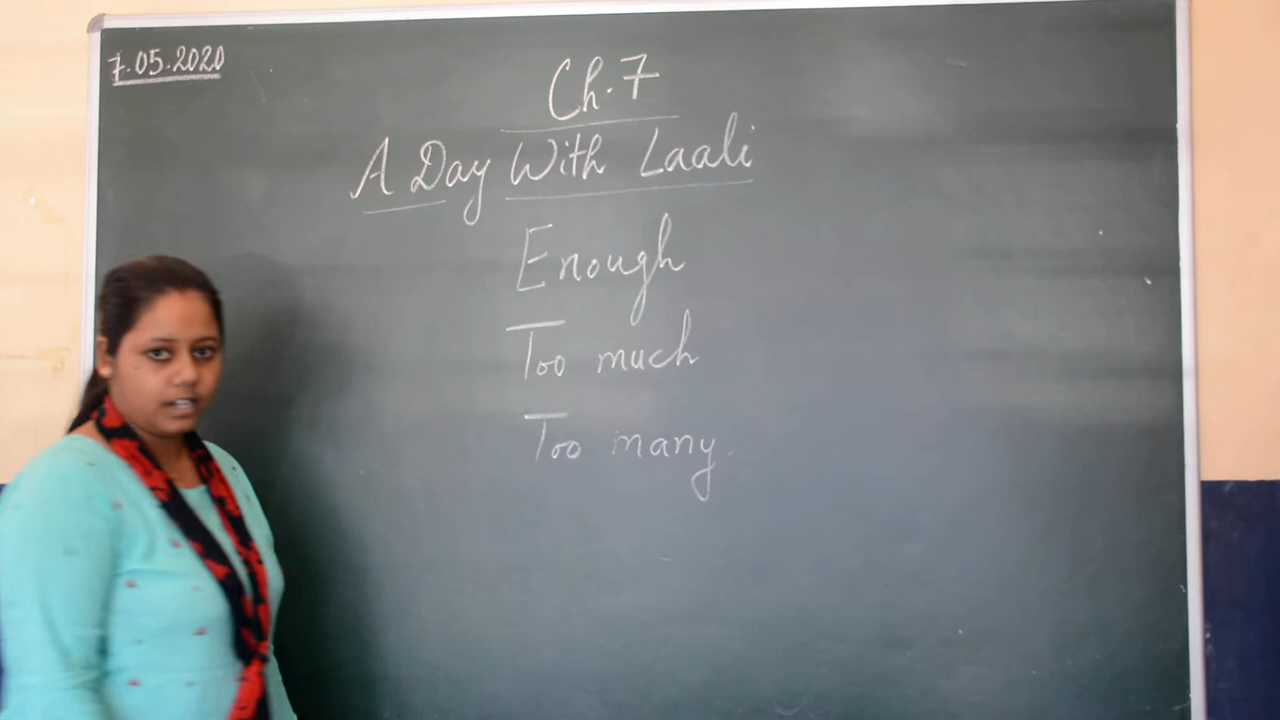 7.05.2020
Ch.7
A Day With Laali
Enough
Too much
Too many.